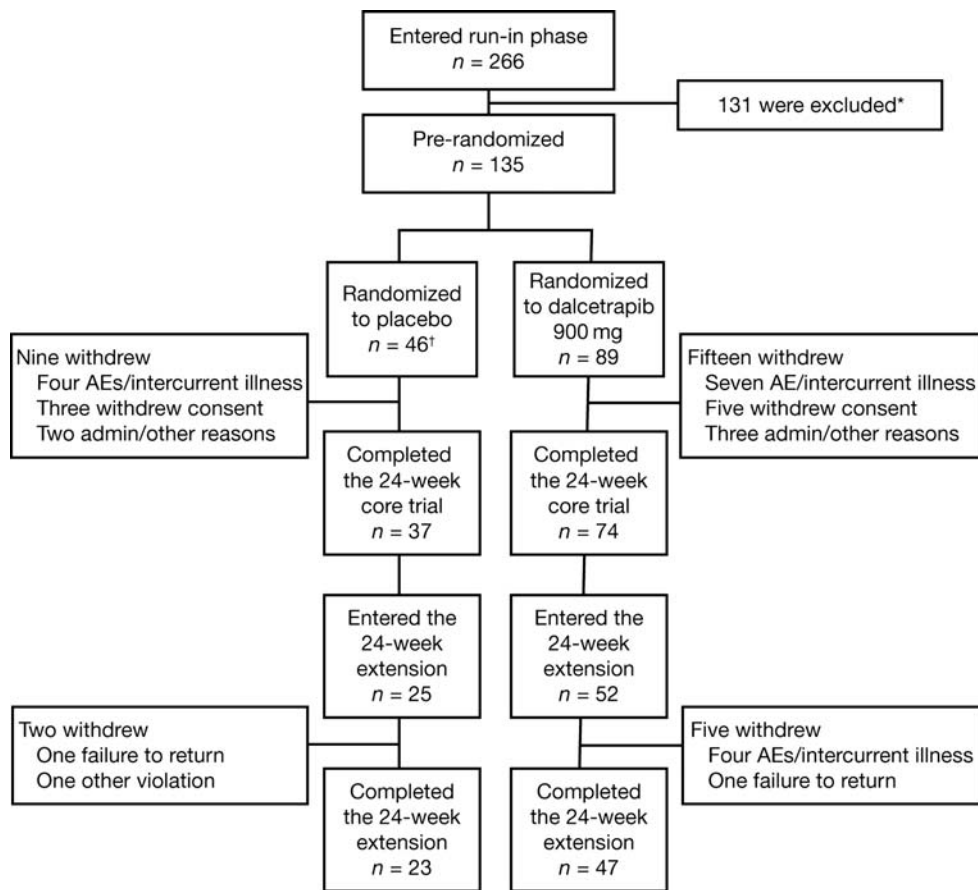 Entered run-in phase
n = 266
131 were excluded*
Pre-randomized
n = 135
Randomized
to placebo
n = 46†
Randomized
to dalcetrapib
900 mg
n = 89
Nine withdrew
Four AEs/intercurrent illness
Three withdrew consent
Two admin/other reasons
Fifteen withdrew
Seven AE/intercurrent illness
Five withdrew consent
Three admin/other reasons
Completed
the 24-week
core trial
n = 37
Completed
the 24-week
core trial
n = 74
Entered the
24-week
extension
n = 25
Entered the
24-week
extension
n = 52
Two withdrew
One failure to return
One other violation
Five withdrew
Four AEs/intercurrent illness
One failure to return
Completed
the 24-week
extension
n = 23
Completed
the 24-week
extension
n = 47